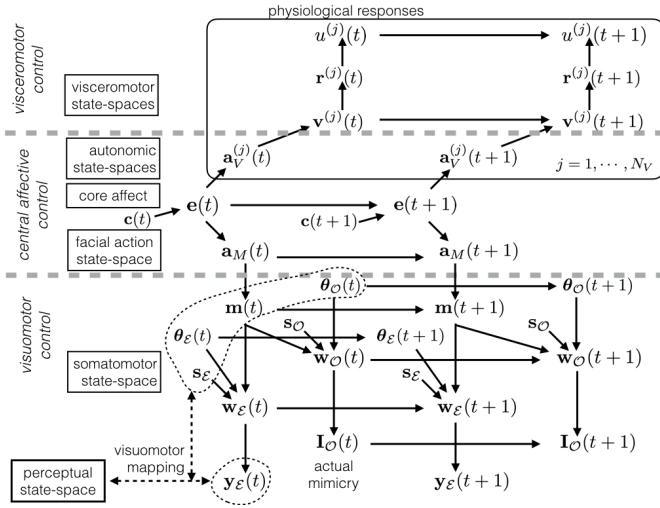 physiological responses
u^{(j)}(t)
u^{(j)}(t+1)
visceromotor
control
r^{(j)}(t)
r^{(j)}(t+1)
visceromotor
state-spaces
v^{(j)}(t)
v^{(j)}(t+1)
autonomic
state-spaces
a_V^{(j)}(t)
a_V^{(j)}(t+1)
j = 1, ⋯, N_V
central affective
control
core affect
c(t)
e(t)
c(t+1)
e(t+1)
facial action
state-space
a_M(t)
a_M(t+1)
θ_𝒪(t)
θ_𝒪(t+1)
m(t)
m(t+1)
visuomotor
control
θ_ℰ(t)
s_𝒪
θ_ℰ(t+1)
s_𝒪
w_𝒪(t)
w_𝒪(t+1)
somatomotor
state-space
s_ℰ
s_ℰ
w_ℰ(t)
w_ℰ(t+1)
I_𝒪(t)
I_𝒪(t+1)
visuomotor
mapping
actual
mimicry
perceptual
state-space
y_ℰ(t)
y_ℰ(t+1)